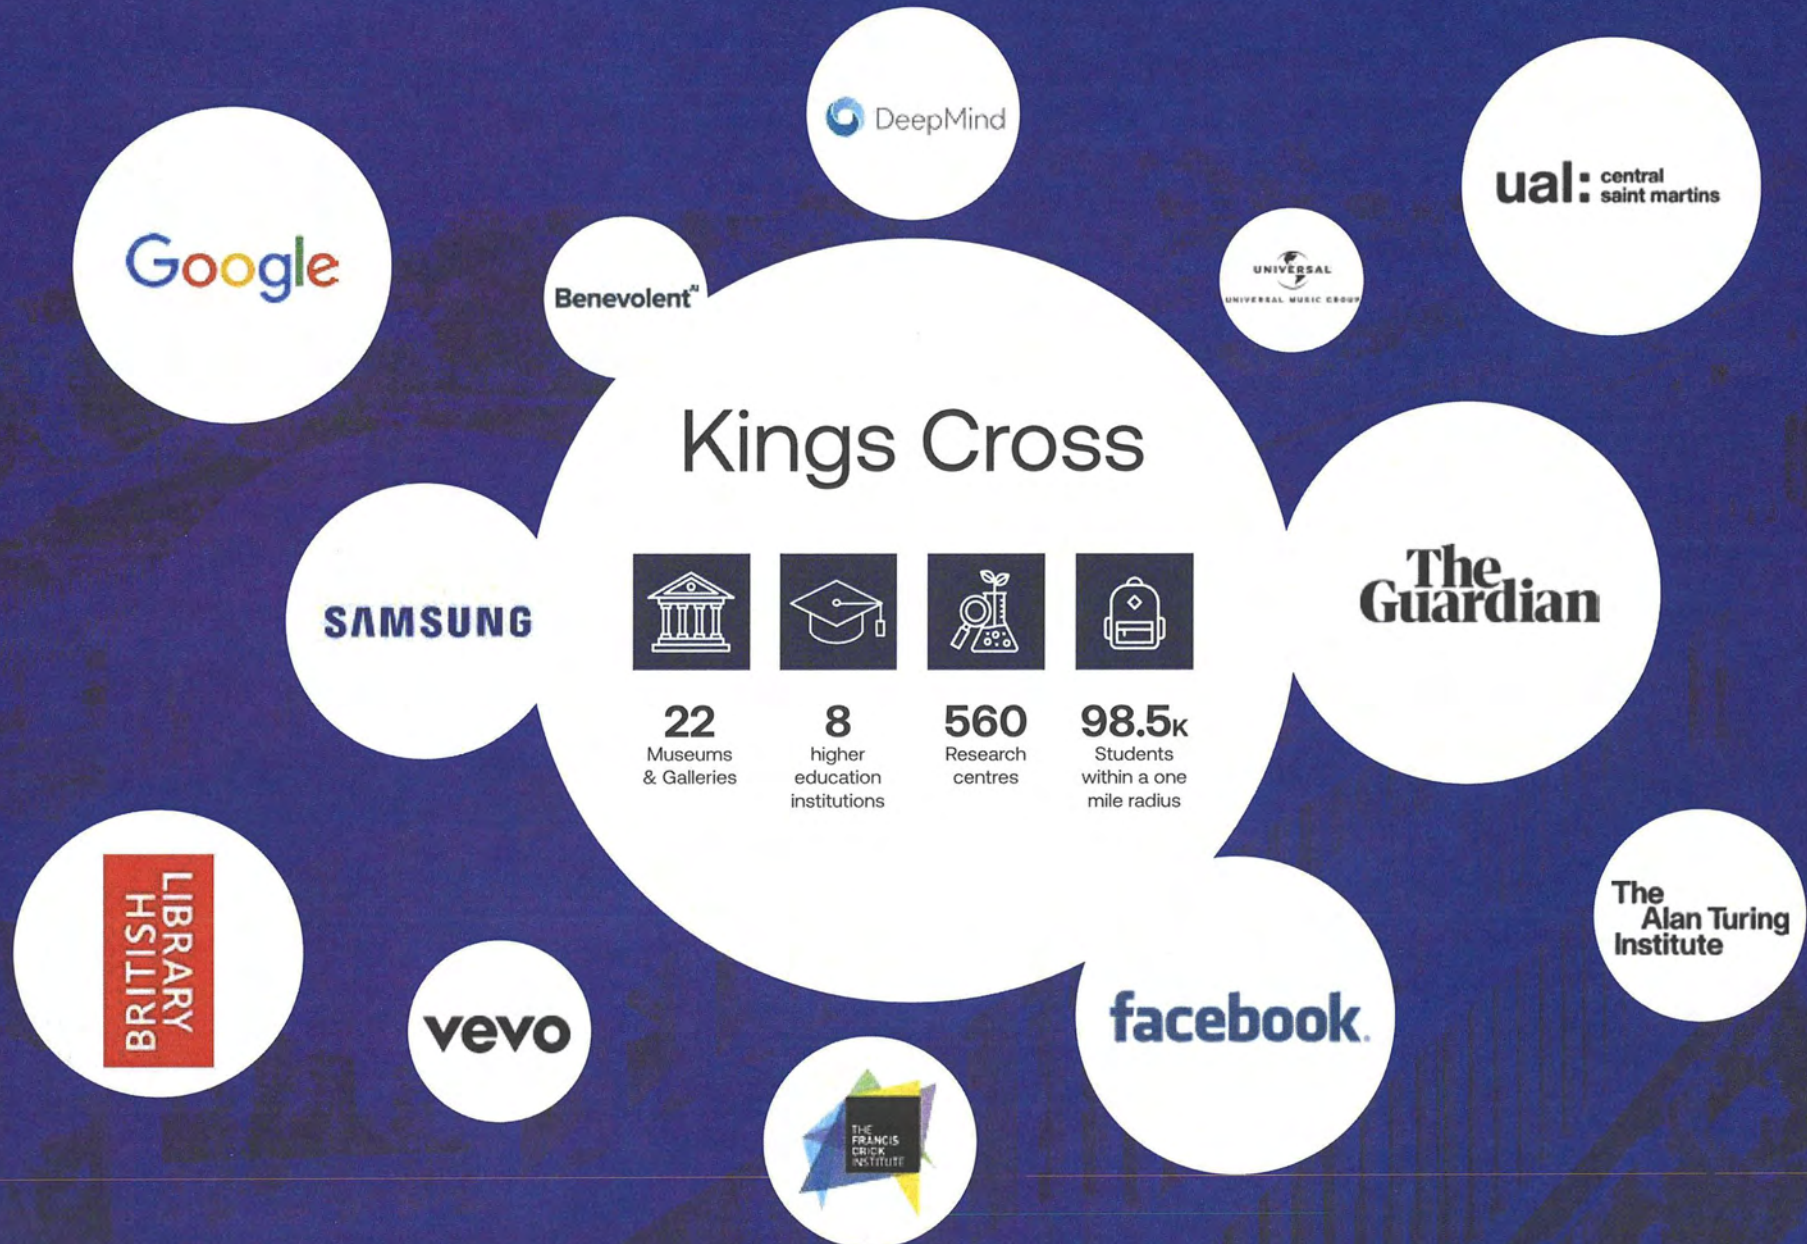 DeepMind
Google
ual: central
saint martins
Benevolent AI
UNIVERSAL
UNIVERSAL MUSIC GROUP
Kings Cross
SAMSUNG
The
Guardian
22
Museums
& Galleries
8
higher
education
institutions
560
Research
centres
98.5K
Students
within a one
mile radius
BRITISH
LIBRARY
vevo
facebook.
The
Alan Turing
Institute
THE
FRANCIS
CRICK
INSTITUTE